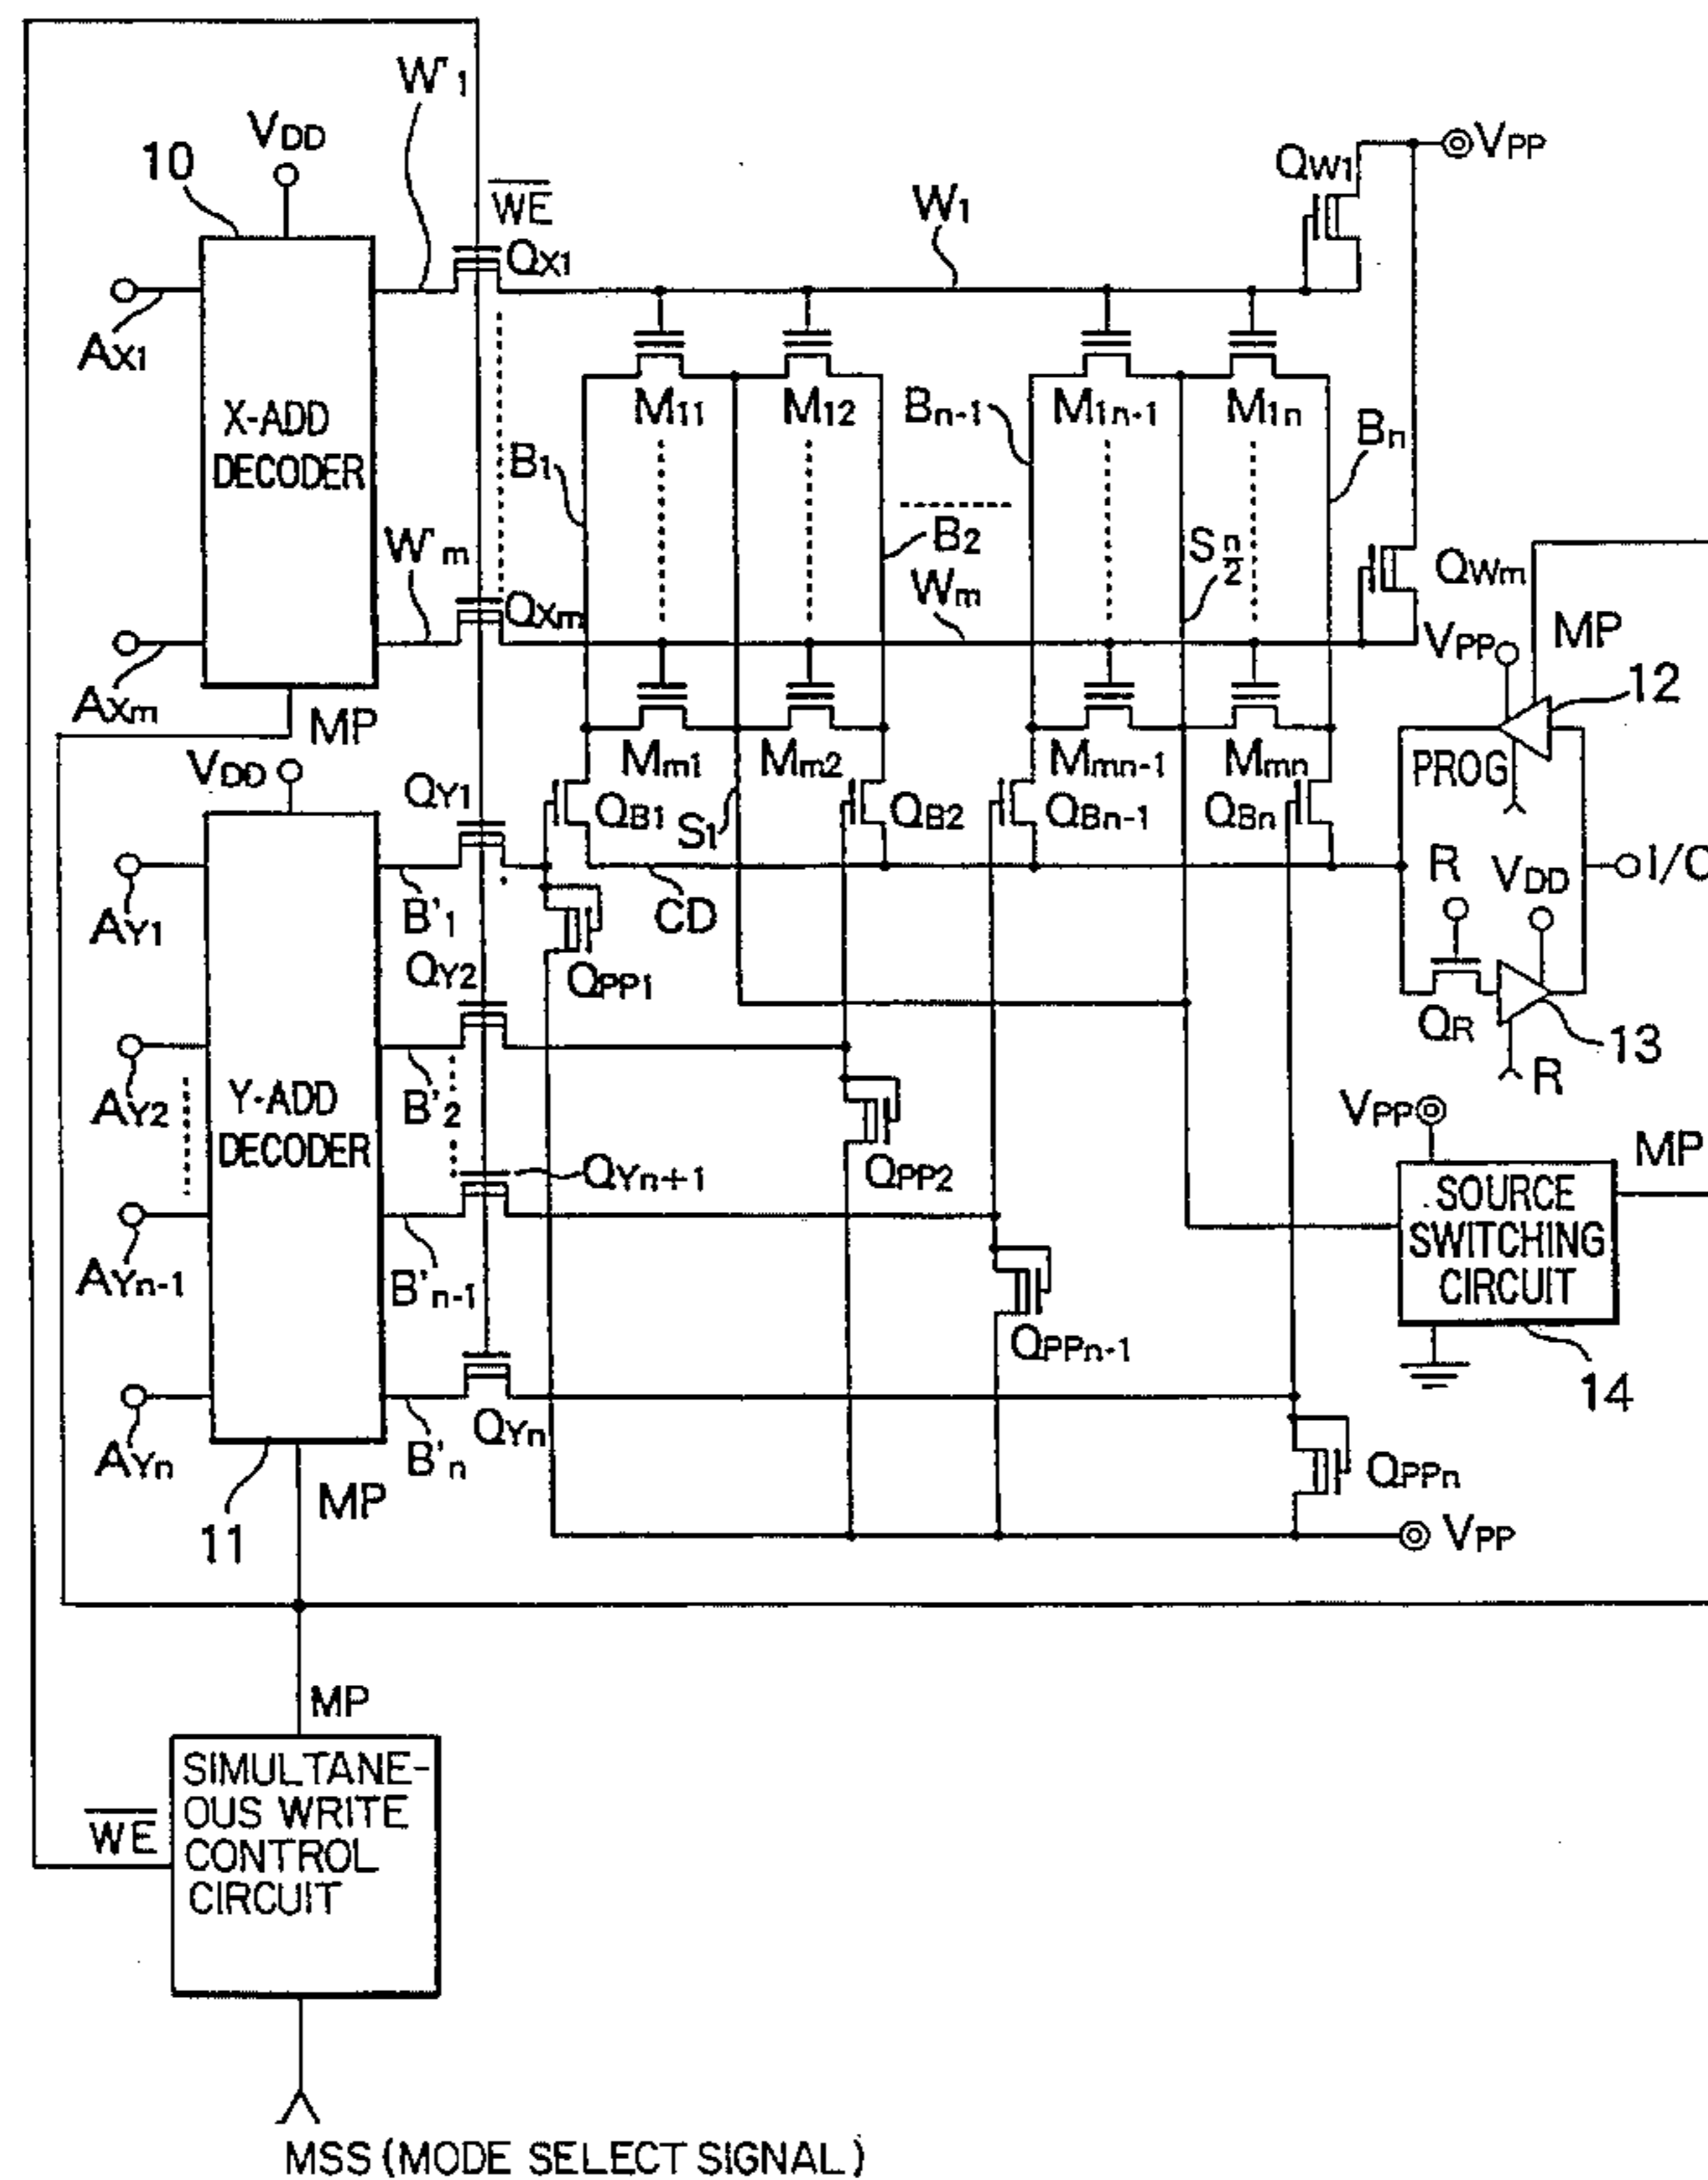 W'1
VDD
10
WE
QX1
W1
QW1
VPP
AX1
X-ADD
DECODER
M11
M12
Bn-1
M1n-1
M1n
Bn
B1
W'm
B2
Sn/2
QWm
QXm
Wm
VPP
MP
12
AXm
MP
Mm1
Mm2
Mmn-1
Mmn
PROG
VDD
QY1
QB1
S1
QB2
QBn-1
QBn
R
VDD
I/O
AY1
B'1
CD
QY2
QPP1
QR
13
R
AY2
Y-ADD
DECODER
B'2
VPP
MP
QYn+1
QPP2
SOURCE
SWITCHING
CIRCUIT
AYn-1
B'n-1
QPPn-1
14
AYn
B'n
QYn
QPPn
11
MP
VPP
MP
SIMULTANE-
OUS WRITE
CONTROL
CIRCUIT
WE
MSS (MODE SELECT SIGNAL)